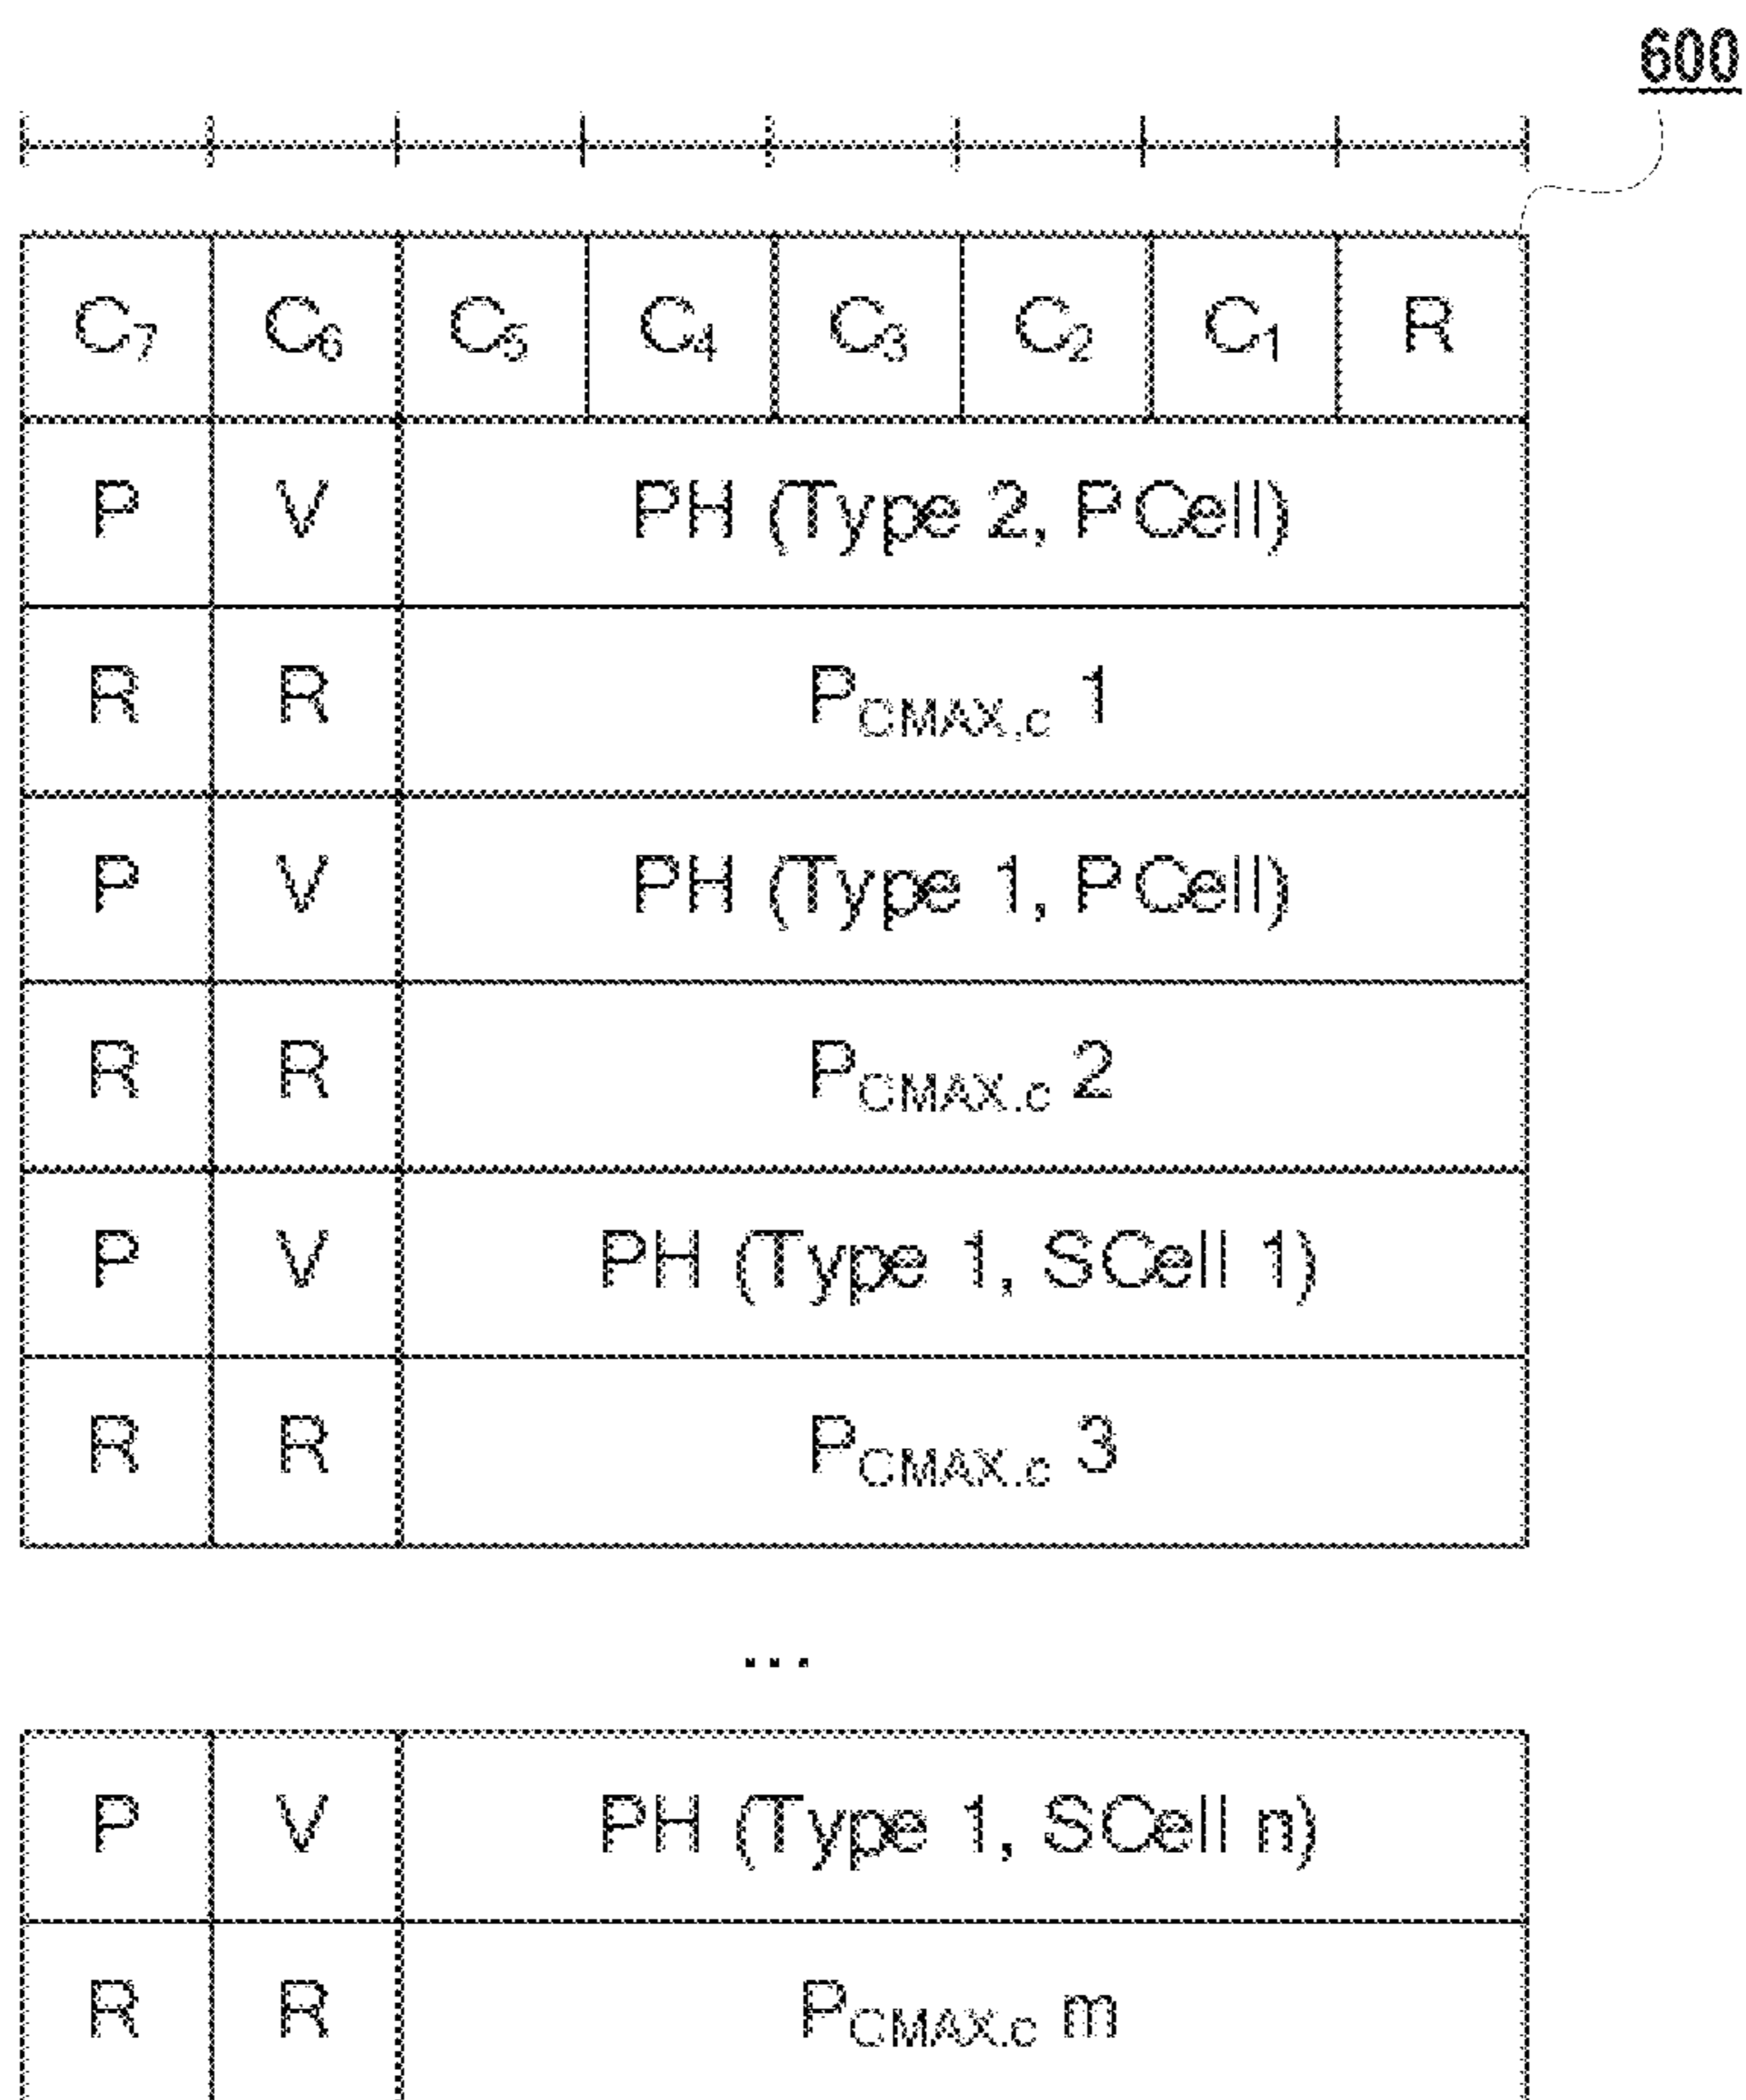 600
C7 C6 C5 C4 C3 C2 C1 R
P V PH (Type 2, PCell)
R R PCMAX,c 1
P V PH (Type 1, PCell)
R R PCMAX,c 2
P V PH (Type 1, SCell 1)
R R PCMAX,c 3
...
P V PH (Type 1, SCell n)
R R PCMAX,c m